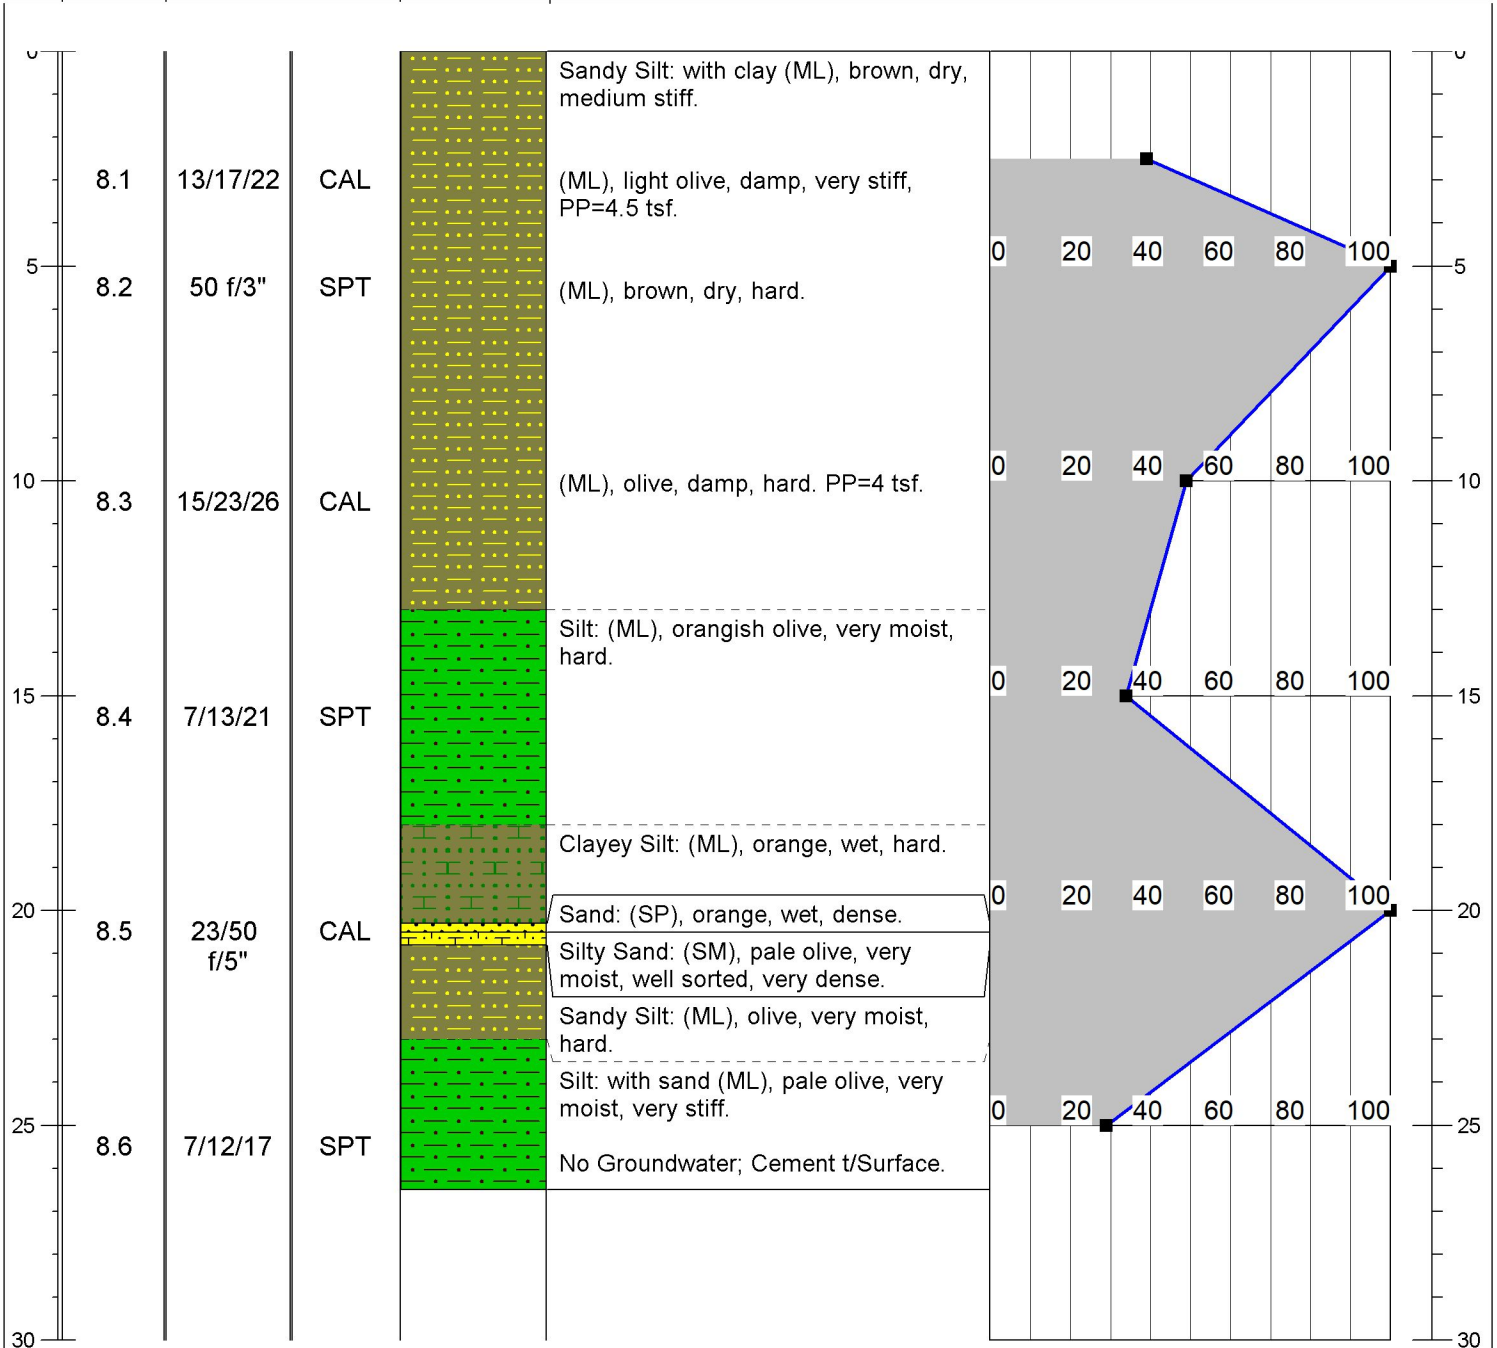 0 0
Sandy Silt: with clay (ML), brown, dry,
medium stiff.
8.1 13/17/22 CAL (ML), light olive, damp, very stiff,
PP=4.5 tsf.
0 20 40 60 80 100
5 5
8.2 50 f/3" SPT (ML), brown, dry, hard.
0 20 40 60 80 100
10 10
8.3 15/23/26 CAL (ML), olive, damp, hard. PP=4 tsf.
Silt: (ML), orangish olive, very moist,
hard.
0 20 40 60 80 100
15 15
8.4 7/13/21 SPT
Clayey Silt: (ML), orange, wet, hard.
0 20 40 60 80 100
20 20
Sand: (SP), orange, wet, dense.
8.5 23/50 CAL
f/5"
Silty Sand: (SM), pale olive, very
moist, well sorted, very dense.
Sandy Silt: (ML), olive, very moist,
hard.
Silt: with sand (ML), pale olive, very
moist, very stiff.
0 20 40 60 80 100
25 25
8.6 7/12/17 SPT No Groundwater; Cement t/Surface.
30 30